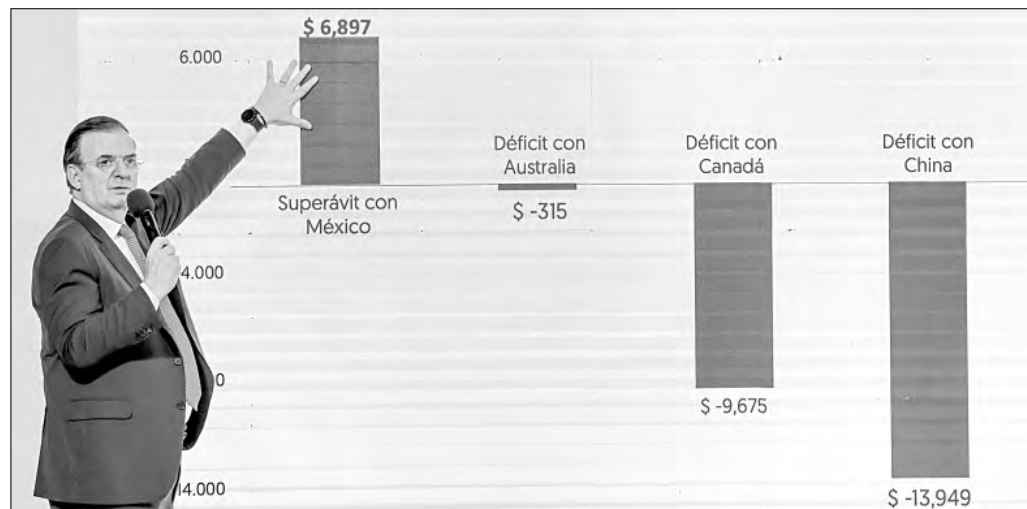 $ 6,897
6.000
Déficit con
Australia
Déficit con
Canadá
Déficit con
China
Superávit con
México
$ -315
4.000
0
$ -9,675
14.000
$ -13,949